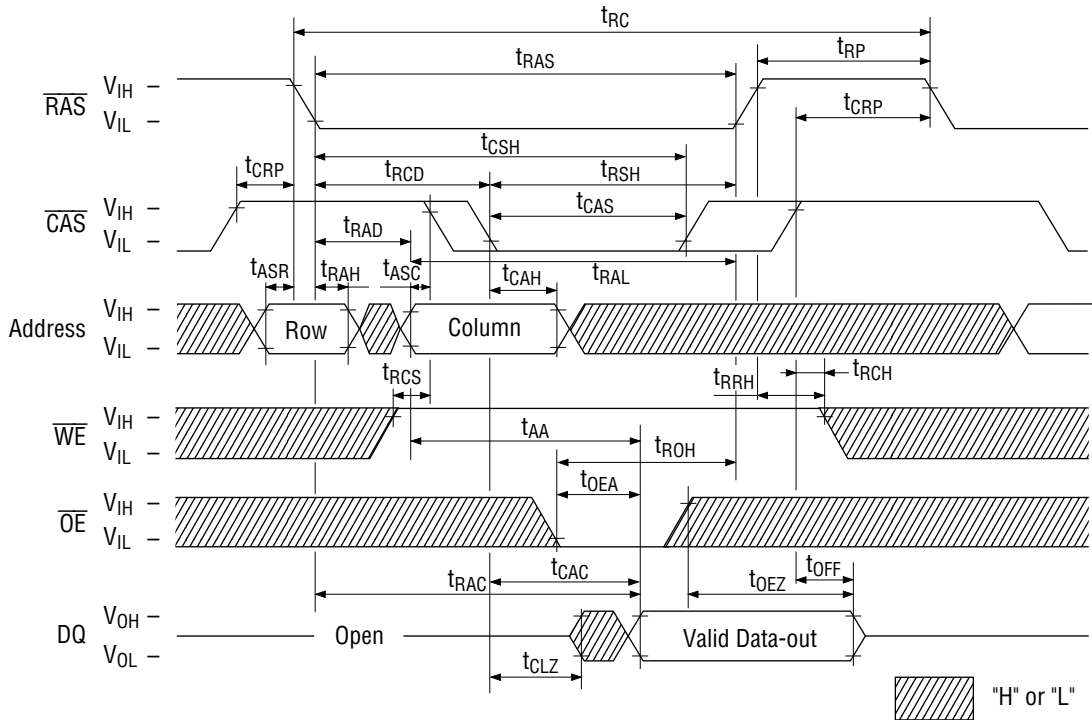 tRC
tRAS
tRP
RAS
VIH
VIL
tCRP
tCSH
tCRP
tRCD
tRSH
CAS
VIH
VIL
tCAS
tRAD
tRAL
tASR
tRAH
tASC
tCAH
Address
VIH
VIL
Row
Column
tRCS
tRRH
tRCH
WE
VIH
VIL
tAA
tROH
tOEA
OE
VIH
VIL
tCAC
tOFF
tRAC
tOEZ
DQ
VOH
VOL
Open
Valid Data-out
tCLZ
"H" or "L"